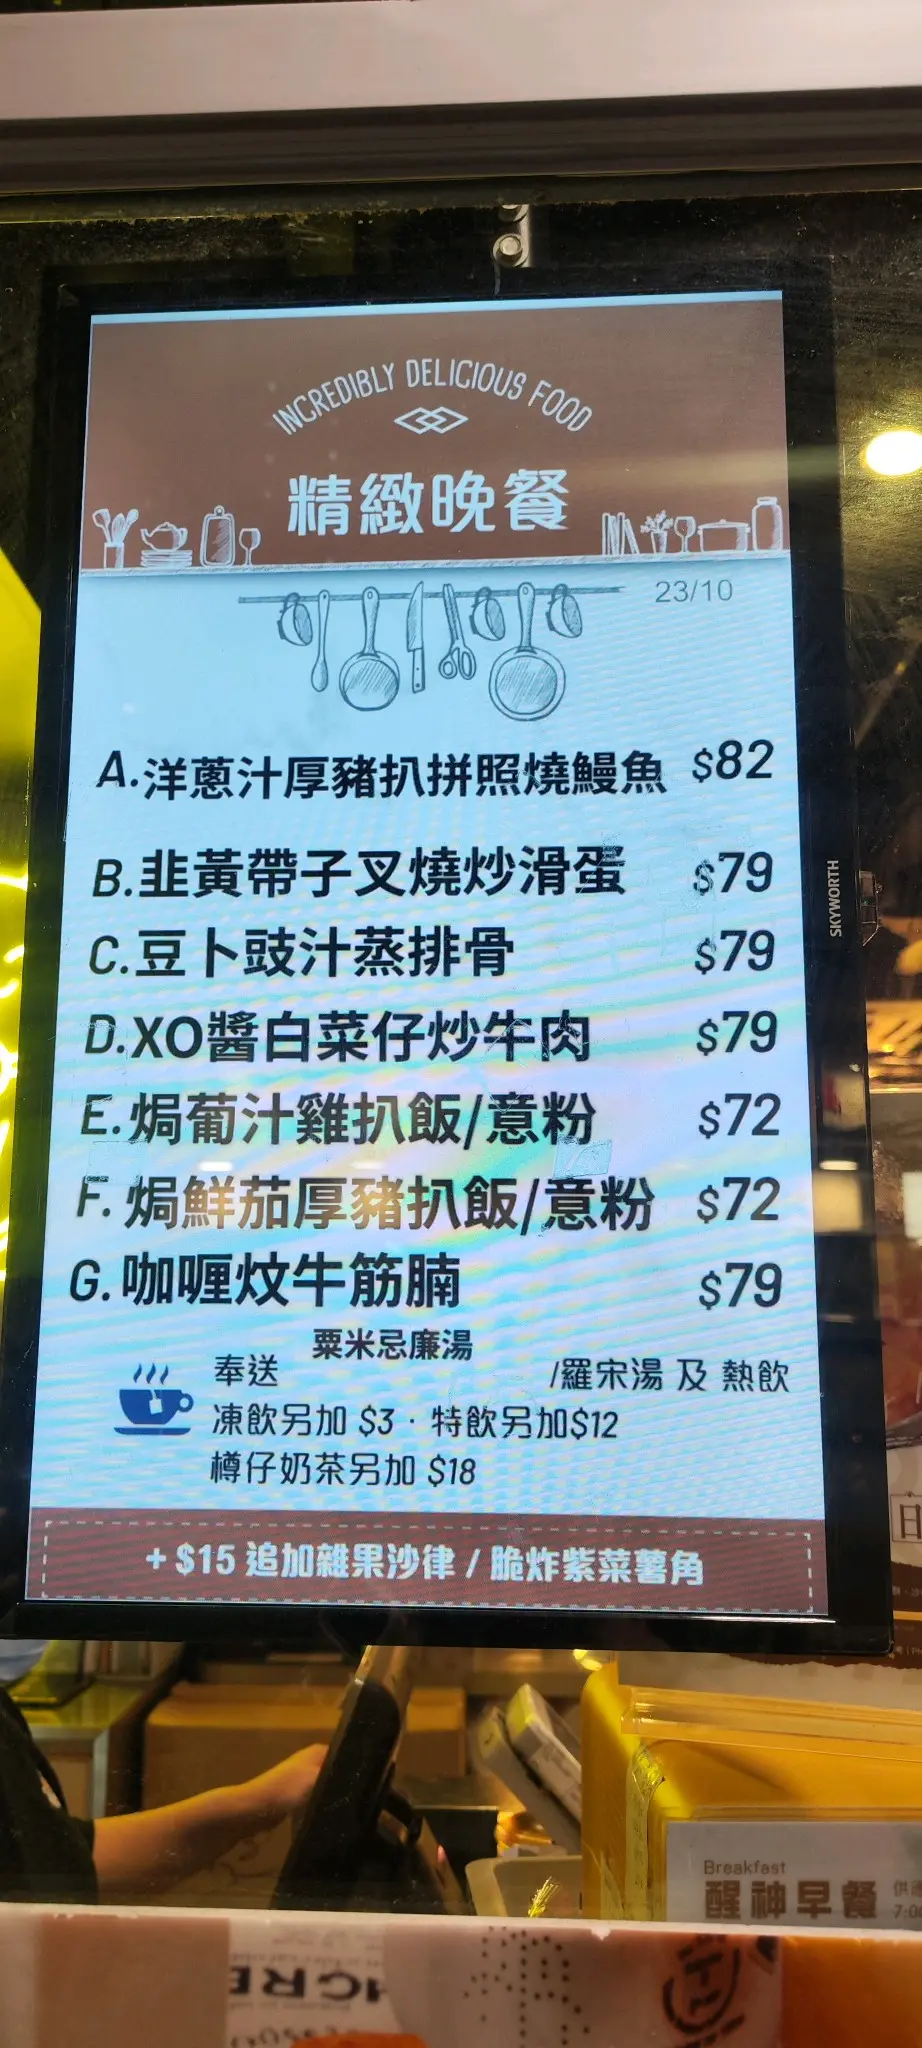 INCREDIBLY DELICIOUS FOOD
精緻晚餐
23/10
A.洋蔥汁厚豬扒拼照燒鰻魚 $82
B.韭黃帶子叉燒炒滑蛋 $79
C.豆卜豉汁蒸排骨 $79
D.XO醬白菜仔炒牛肉 $79
E.焗葡汁雞扒飯/意粉 $72
F.焗鮮茄厚豬扒飯/意粉 $72
G.咖喱炆牛筋腩 $79
粟米忌廉湯
奉送 /羅宋湯 及 熱飲
凍飲另加 $3 · 特飲另加$12
樽仔奶茶另加 $18
+ $15 追加雜果沙律 / 脆炸紫菜薯角
SKYWORTH
Breakfast
醒神早餐